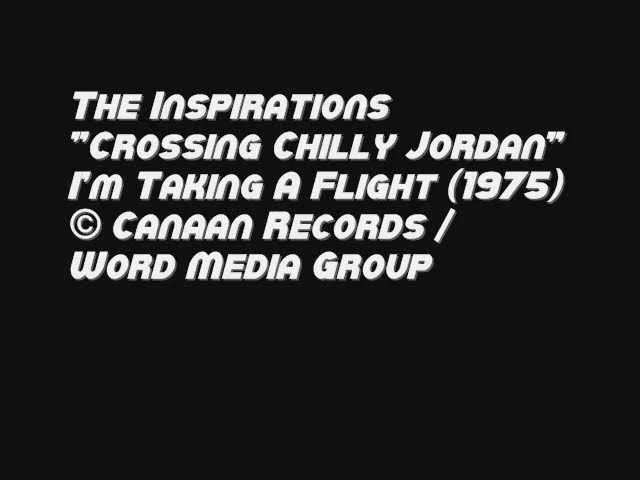 The Inspirations
"Crossing Chilly Jordan"
I'm Taking A Flight (1975)
© Canaan Records /
Word Media Group